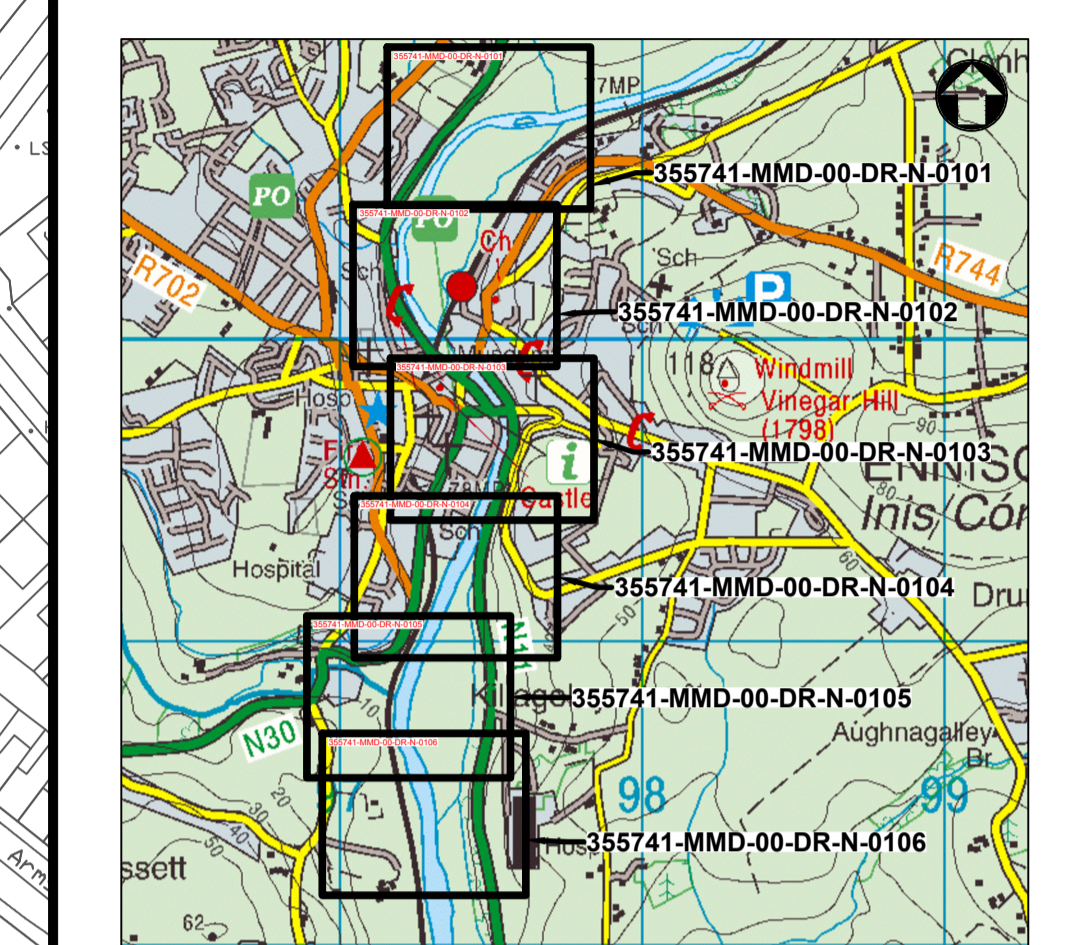 355741-MMD-00-DR-N-0101
Clonh
77MP
LS
355741-MMD-00-DR-N-0101
PO
355741-MMD-00-DR-N-0102
PO
Ch
Sch
Sch
R702
R744
P
355741-MMD-00-DR-N-0102
Sch
Museum
118
355741-MMD-00-DR-N-0103
Windmill
Vinegar Hill
(1798)
Hosp
90
355741-MMD-00-DR-N-0103
F
Stn.
i
ENNISC
78MP
Castle
80
355741-MMD-00-DR-N-0104
Inis Cór
Sch
60
Hospital
355741-MMD-00-DR-N-0104
Dru
50
355741-MMD-00-DR-N-0105
N11
355741-MMD-00-DR-N-0105
10
N30
Aughnagalley
Br
355741-MMD-00-DR-N-0106
20
98
99
30
40
50
355741-MMD-00-DR-N-0106
Hosp
Arm
ssett
62